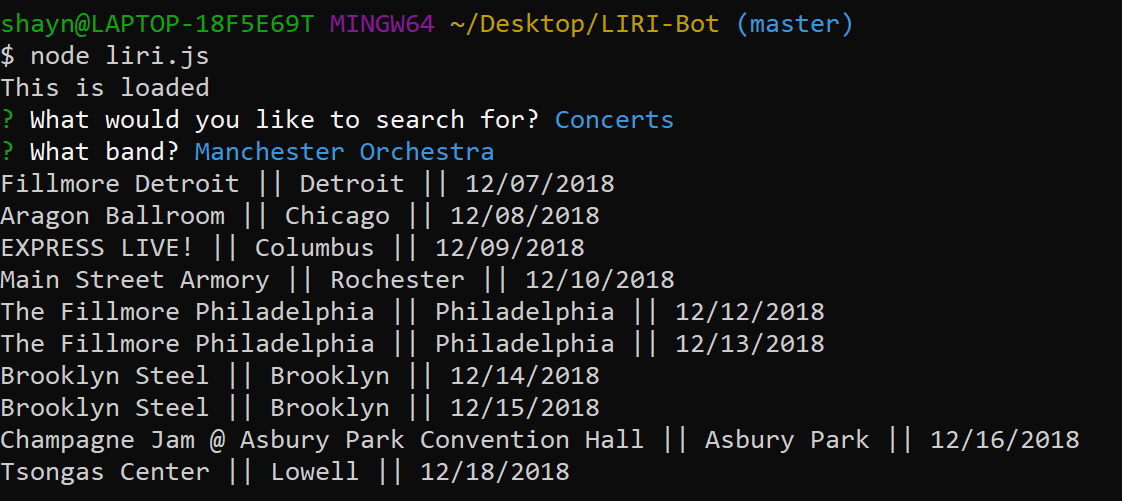 shayn@LAPTOP-18F5E69T MINGW64 ~/Desktop/LIRI-Bot (master)
$ node liri.js
This is loaded
? What would you like to search for? Concerts
? What band? Manchester Orchestra
Fillmore Detroit || Detroit || 12/07/2018
Aragon Ballroom || Chicago || 12/08/2018
EXPRESS LIVE! || Columbus || 12/09/2018
Main Street Armory || Rochester || 12/10/2018
The Fillmore Philadelphia || Philadelphia || 12/12/2018
The Fillmore Philadelphia || Philadelphia || 12/13/2018
Brooklyn Steel || Brooklyn || 12/14/2018
Brooklyn Steel || Brooklyn || 12/15/2018
Champagne Jam @ Asbury Park Convention Hall || Asbury Park || 12/16/2018
Tsongas Center || Lowell || 12/18/2018